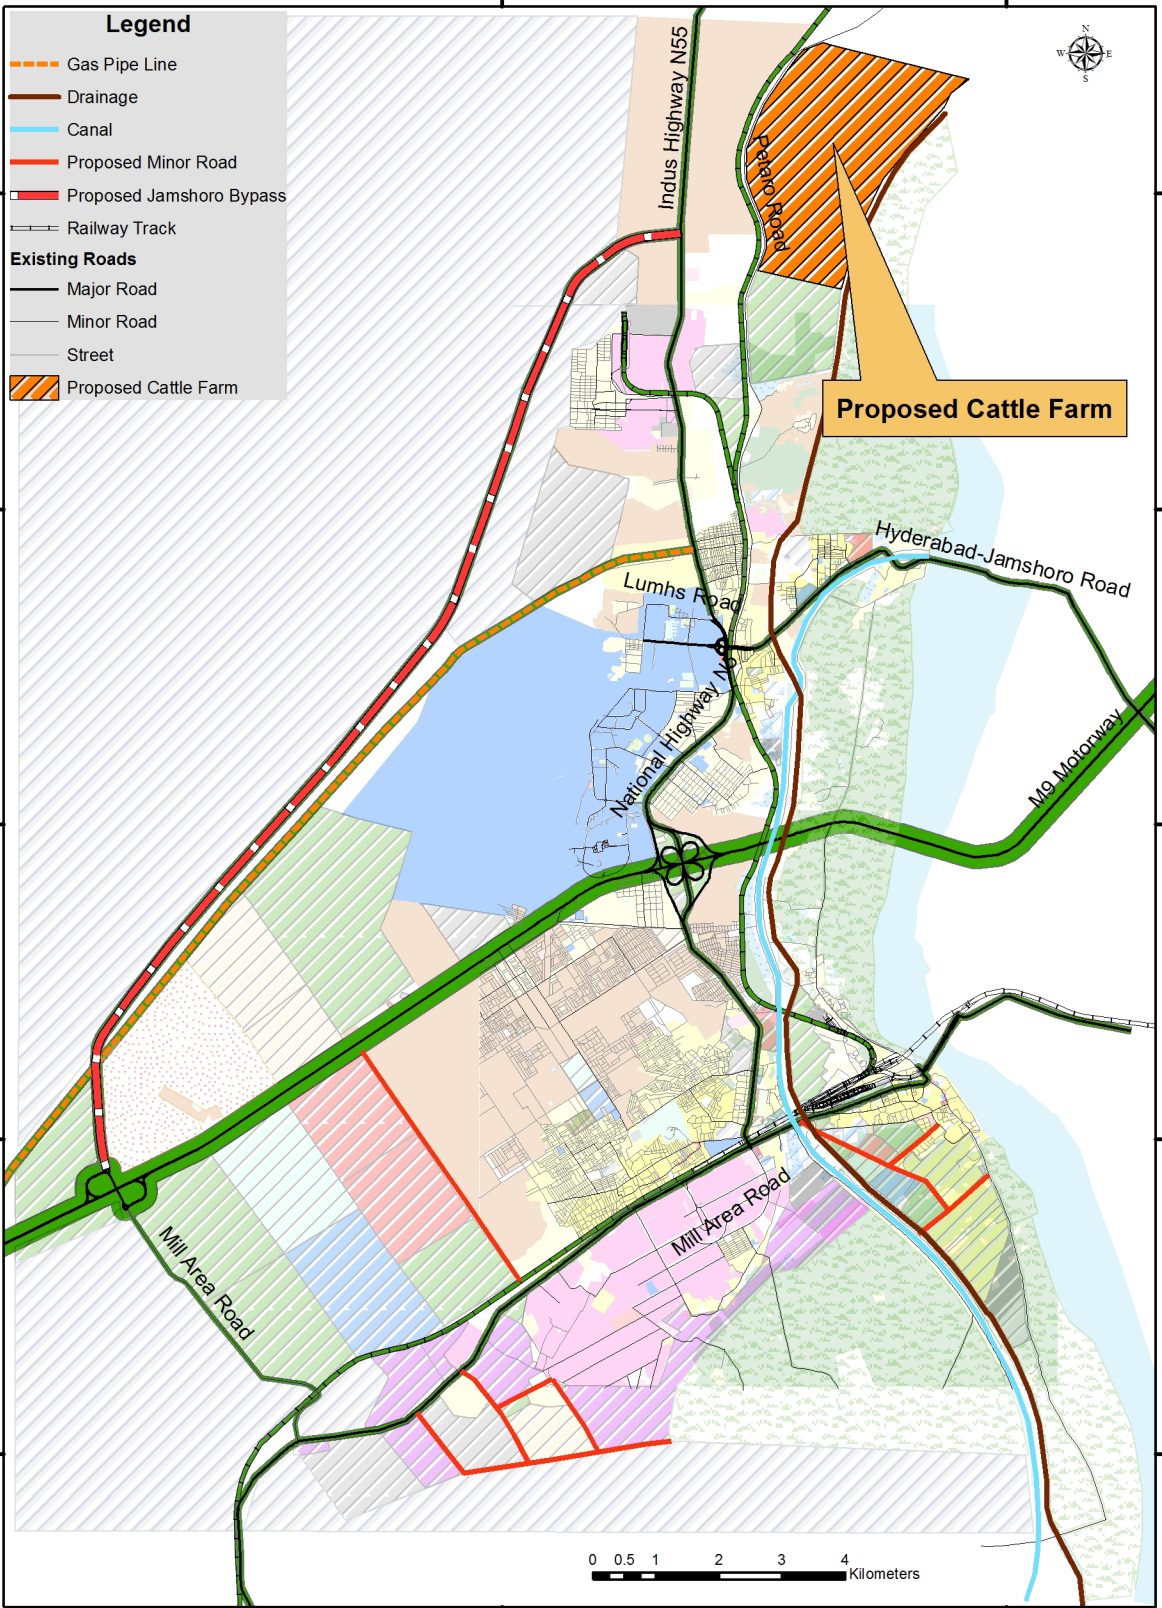 Legend
Gas Pipe Line
Drainage
Canal
Proposed Minor Road
Proposed Jamshoro Bypass
Railway Track
Existing Roads
Major Road
Minor Road
Street
Proposed Cattle Farm
N
W E
S
Indus Highway N55
Petaro Road
Proposed Cattle Farm
Hyderabad-Jamshoro Road
Lumhs Road
National Highway N5
M9 Motorway
Mill Area Road
Mill Area Road
0 0.5 1 2 3 4
Kilometers